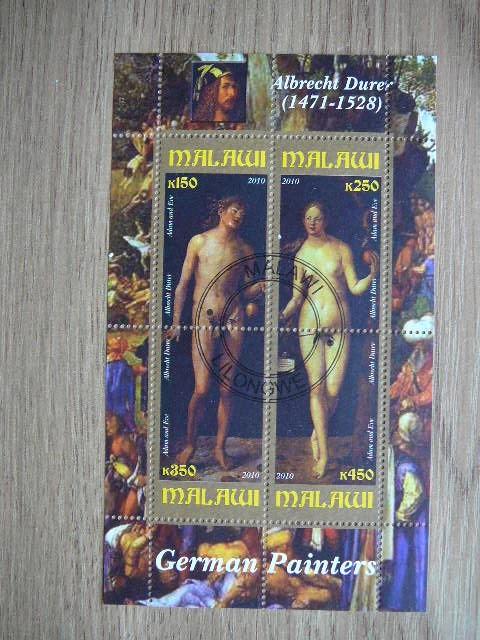 Albrecht Durer
(1471-1528)
MALAWI
MALAWI
K150
2010
2010
K250
Adam and Eve
Albrecht Durer
Adam and Eve
Albrecht Durer
MALAWI
LILONGWE
Albrecht Durer
Adam and Eve
Albrecht Durer
Adam and Eve
K350
2010
2010
K450
MALAWI
MALAWI
German Painters